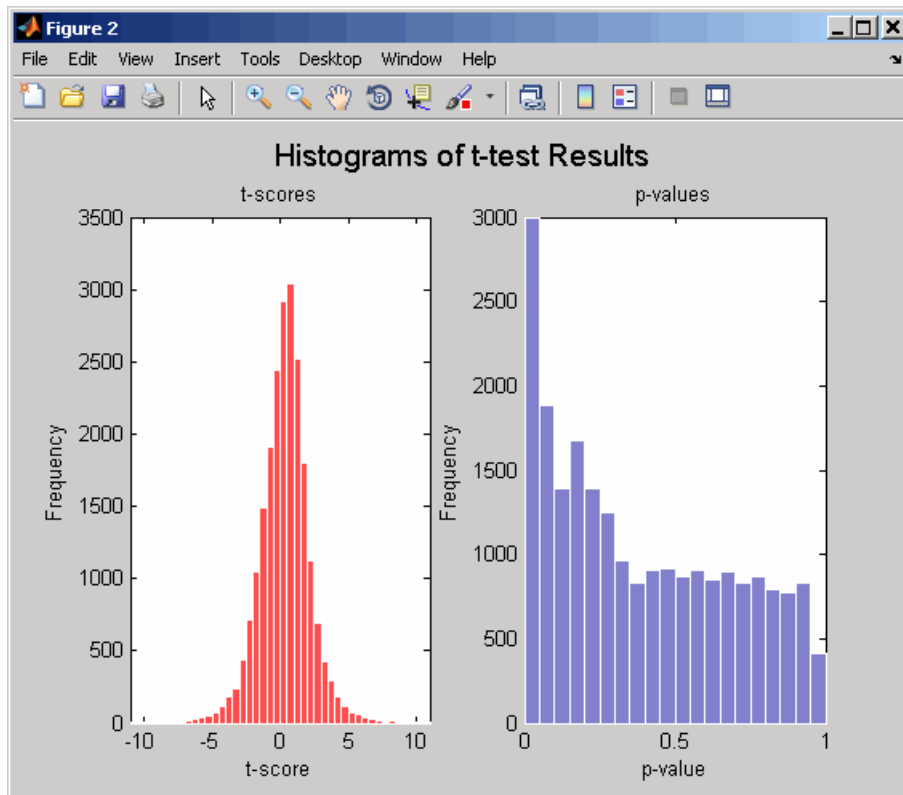 Figure 2
File Edit View Insert Tools Desktop Window Help
Histograms of t-test Results
t-scores
3500
3000
2500
2000
1500
1000
500
0
Frequency
-10 -5 0 5 10
t-score
p-values
3000
2500
2000
1500
1000
500
0
Frequency
0 0.5 1
p-value